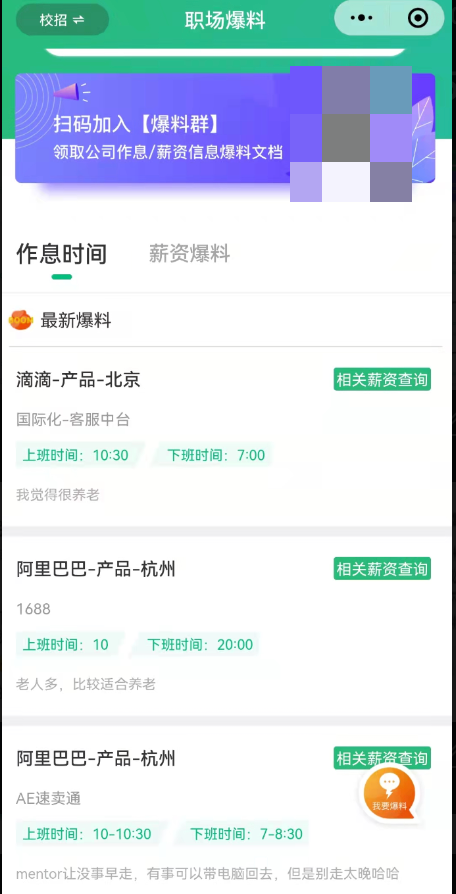 校招 ⇌
职场爆料
扫码加入【爆料群】
领取公司作息/薪资信息爆料文档
作息时间
薪资爆料
最新爆料
滴滴-产品-北京
相关薪资查询
国际化-客服中台
上班时间：10:30
下班时间：7:00
我觉得很养老
阿里巴巴-产品-杭州
相关薪资查询
1688
上班时间：10
下班时间：20:00
老人多，比较适合养老
阿里巴巴-产品-杭州
相关薪资查询
AE速卖通
我要爆料
上班时间：10-10:30
下班时间：7-8:30
mentor让没事早走，有事可以带电脑回去，但是别走太晚哈哈